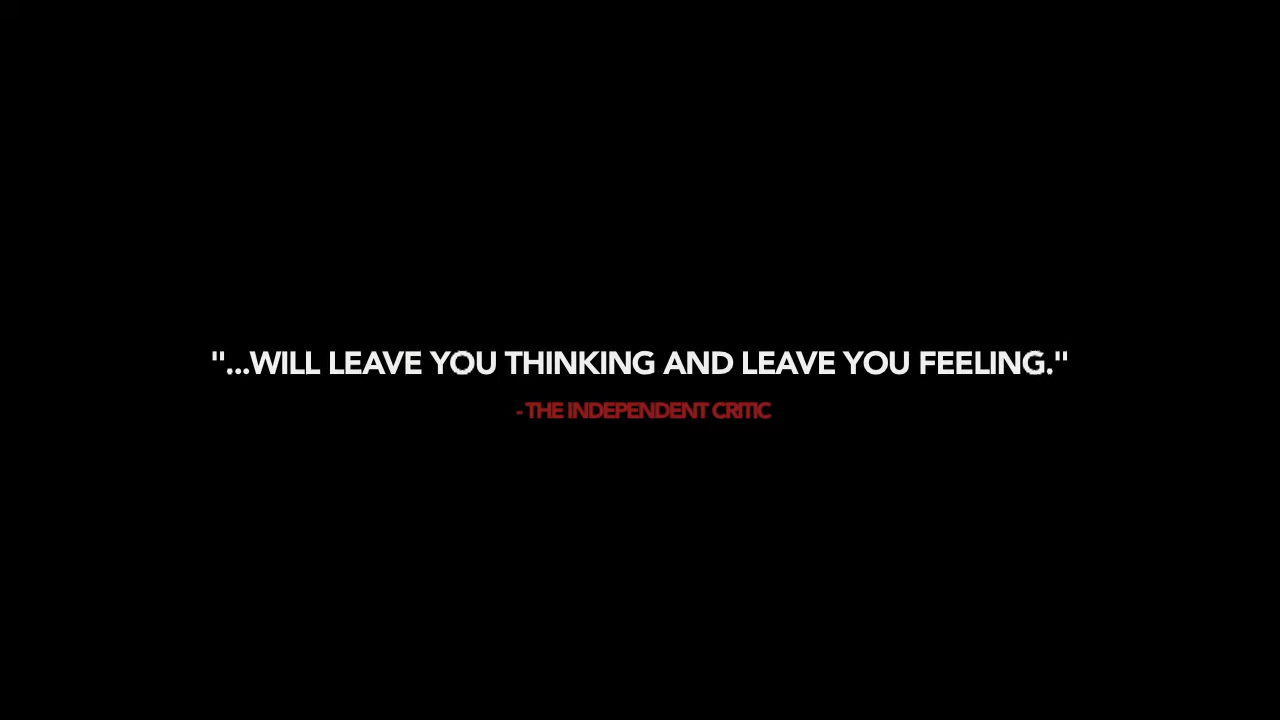 "...WILL LEAVE YOU THINKING AND LEAVE YOU FEELING."
- THE INDEPENDENT CRITIC